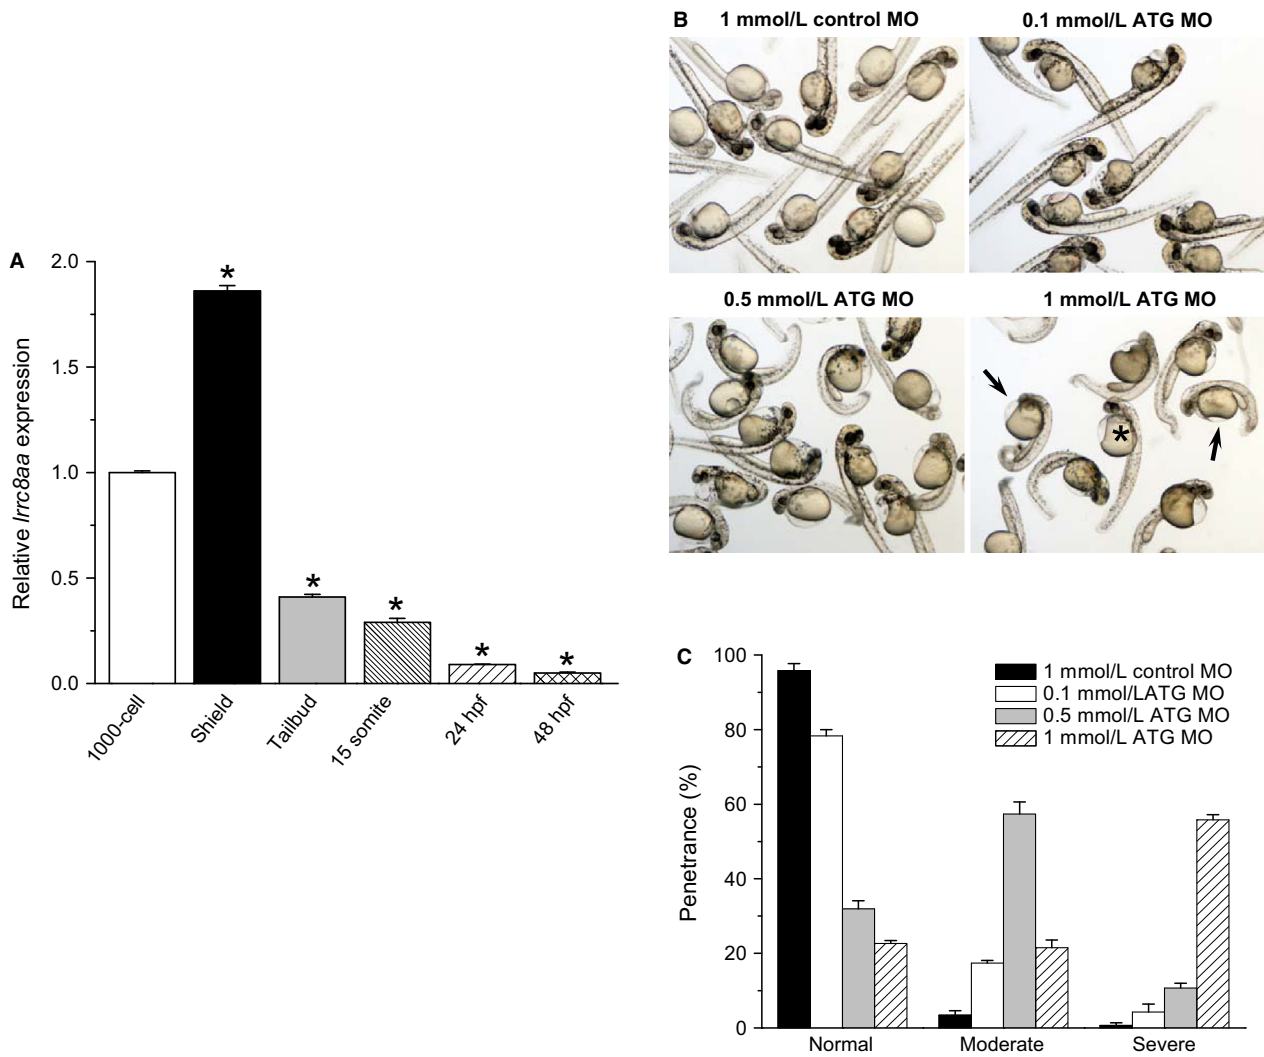 A
2.0
1.5
1.0
0.5
0.0
Relative lrrc8aa expression
*
*
*
*
*
1000-cell
Shield
Tailbud
15 somite
24 hpf
48 hpf
B
1 mmol/L control MO
0.1 mmol/L ATG MO
0.5 mmol/L ATG MO
1 mmol/L ATG MO
*
C
100
80
60
40
20
0
Penetrance (%)
1 mmol/L control MO
0.1 mmol/LATG MO
0.5 mmol/L ATG MO
1 mmol/L ATG MO
Normal
Moderate
Severe